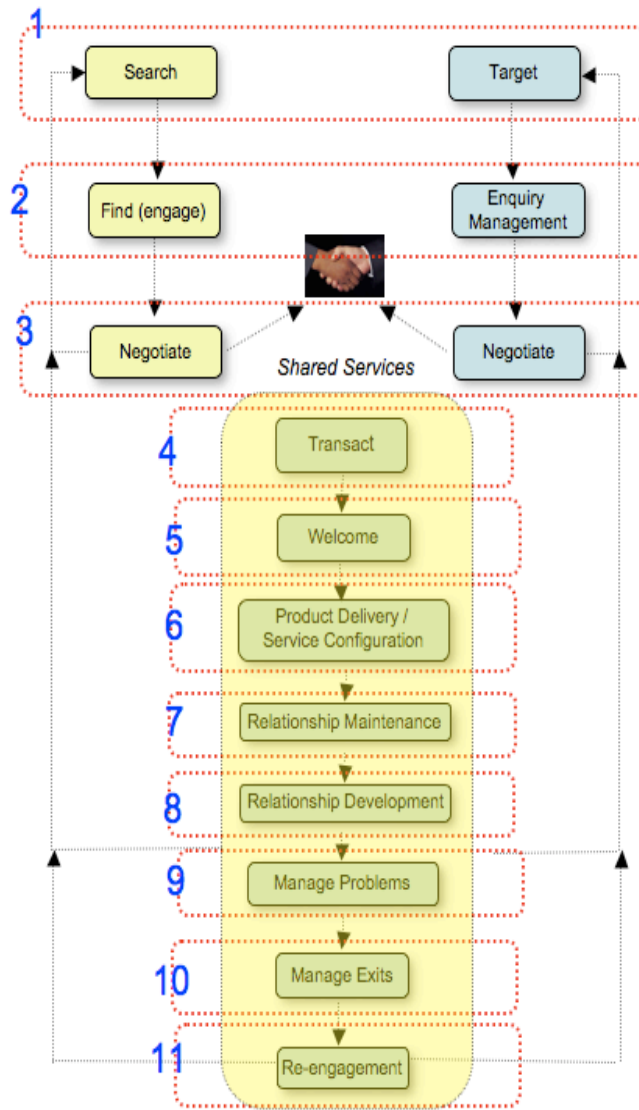 1
Search
Target
2
Find (engage)
Enquiry
Management
3
Negotiate
Negotiate
Shared Services
4
Transact
5
Welcome
6
Product Delivery /
Service Configuration
7
Relationship Maintenance
8
Relationship Development
9
Manage Problems
10
Manage Exits
11
Re-engagement